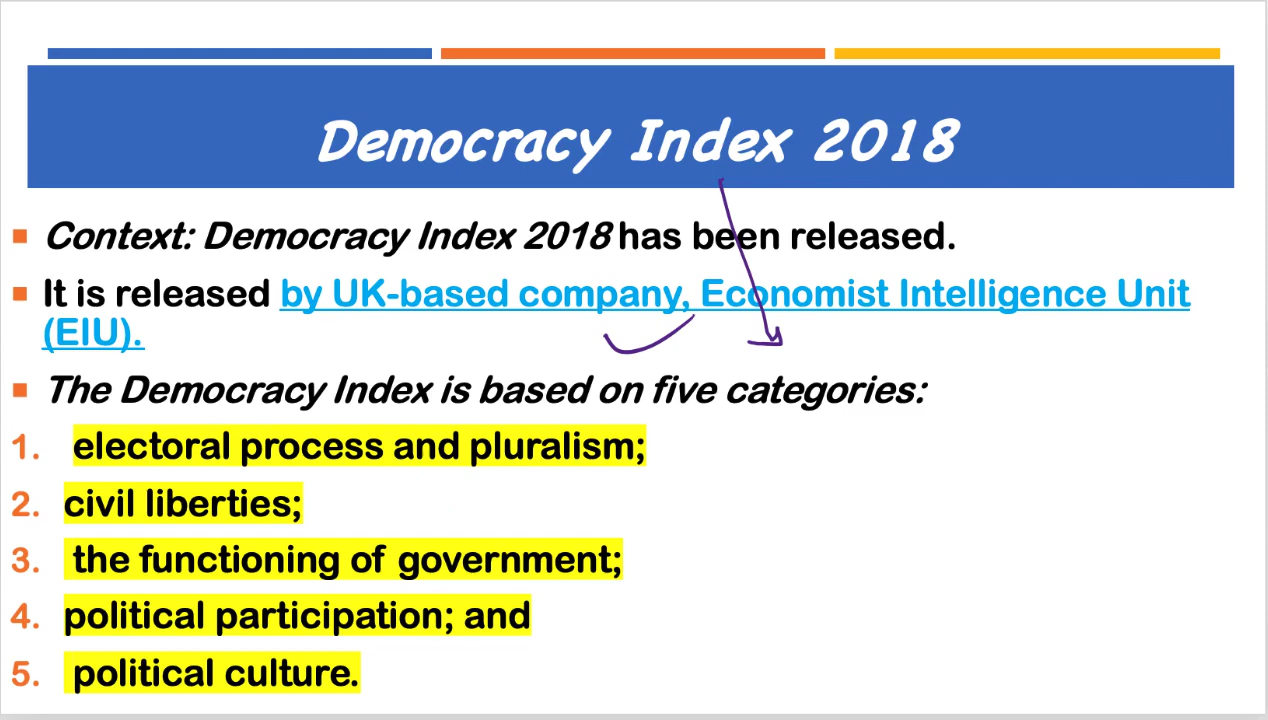 Democracy Index 2018
Context: Democracy Index 2018 has been released.
It is released by UK-based company, Economist Intelligence Unit
(EIU).
The Democracy Index is based on five categories:
1. electoral process and pluralism;
2. civil liberties;
3. the functioning of government;
4. political participation; and
5. political culture.